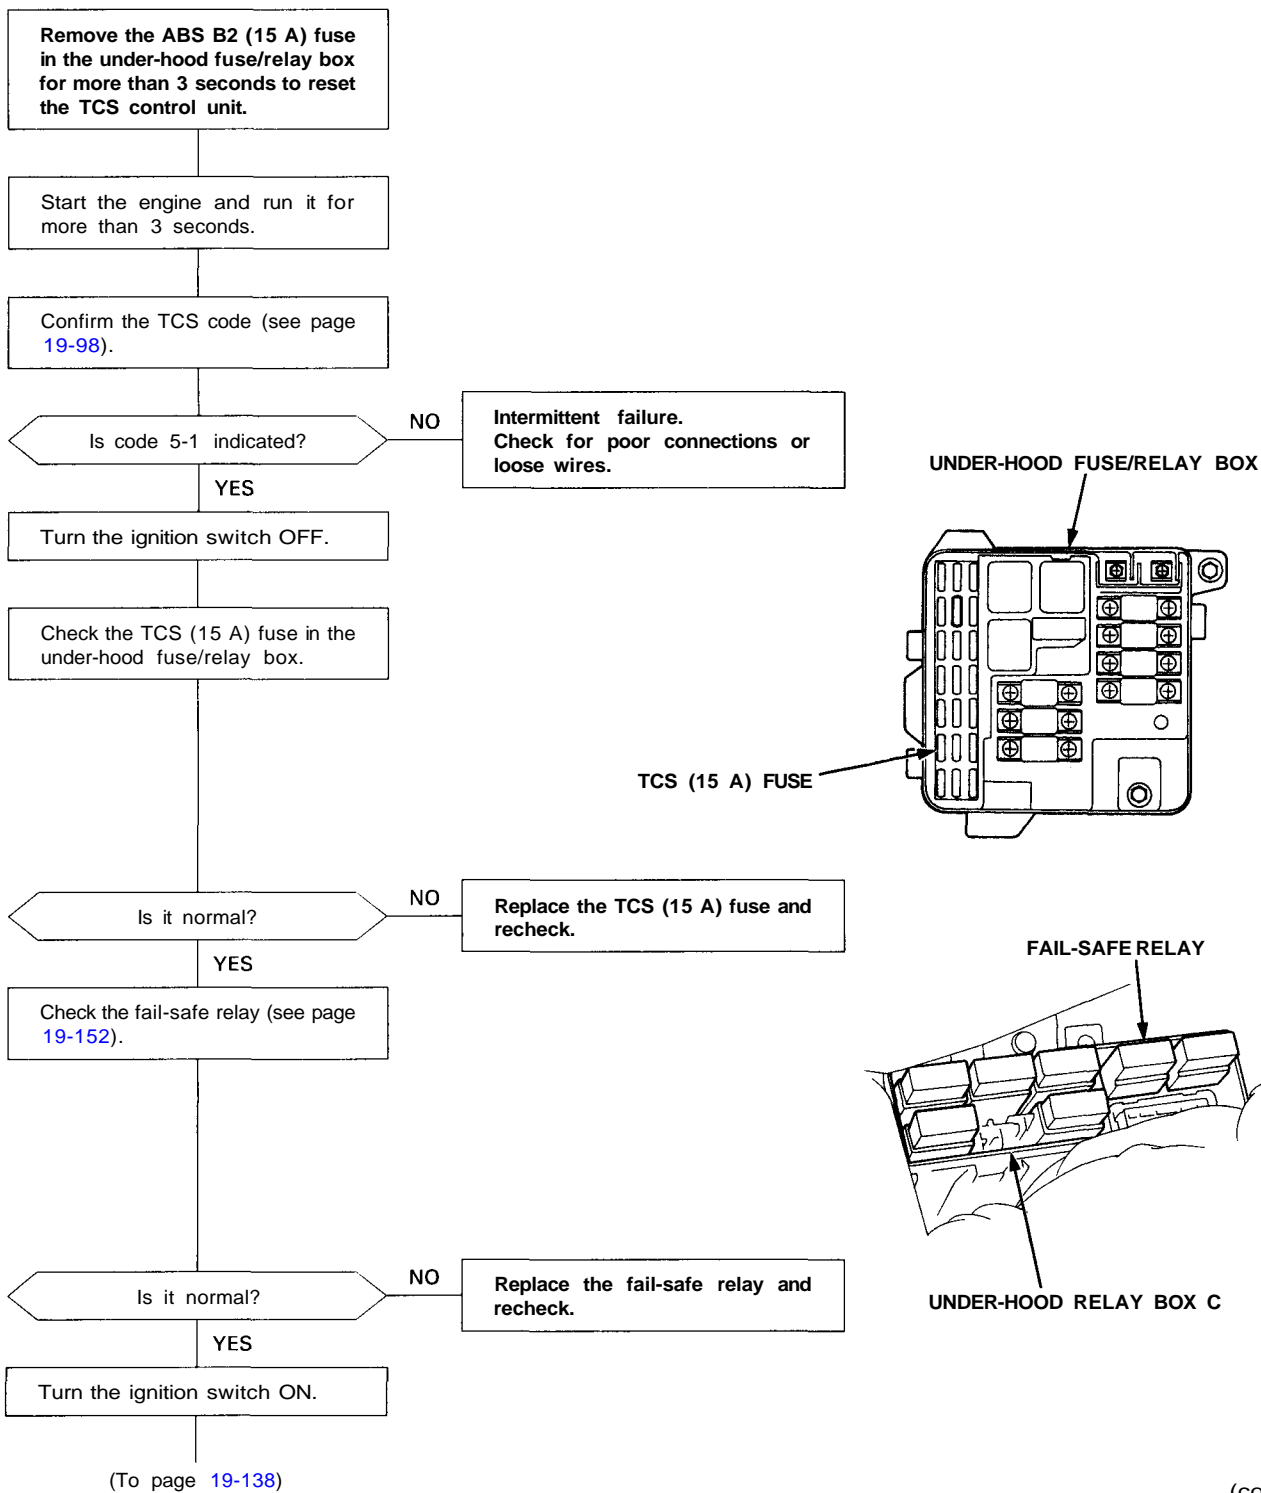 Remove the ABS B2 (15 A) fuse
in the under-hood fuse/relay box
for more than 3 seconds to reset
the TCS control unit.
Start the engine and run it for
more than 3 seconds.
Confirm the TCS code (see page
19-98).
Is code 5-1 indicated?
NO
Intermittent failure.
Check for poor connections or
loose wires.
YES
Turn the ignition switch OFF.
Check the TCS (15 A) fuse in the
under-hood fuse/relay box.
UNDER-HOOD FUSE/RELAY BOX
TCS (15 A) FUSE
Is it normal?
NO
Replace the TCS (15 A) fuse and
recheck.
YES
Check the fail-safe relay (see page
19-152).
FAIL-SAFE RELAY
UNDER-HOOD RELAY BOX C
Is it normal?
NO
Replace the fail-safe relay and
recheck.
YES
Turn the ignition switch ON.
(To page 19-138)